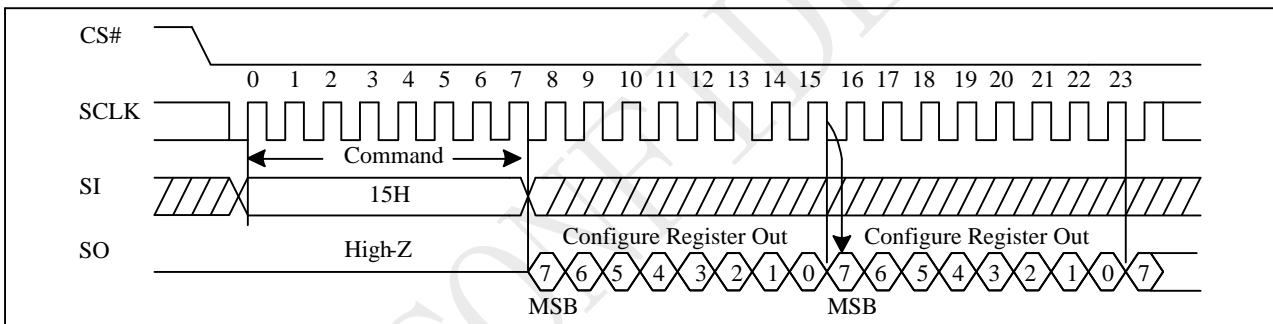 CS#
0 1 2 3 4 5 6 7 8 9 10 11 12 13 14 15 16 17 18 19 20 21 22 23
SCLK
Command
SI
15H
Configure Register Out Configure Register Out
SO
High-Z
7 6 5 4 3 2 1 0 7 6 5 4 3 2 1 0 7
MSB MSB